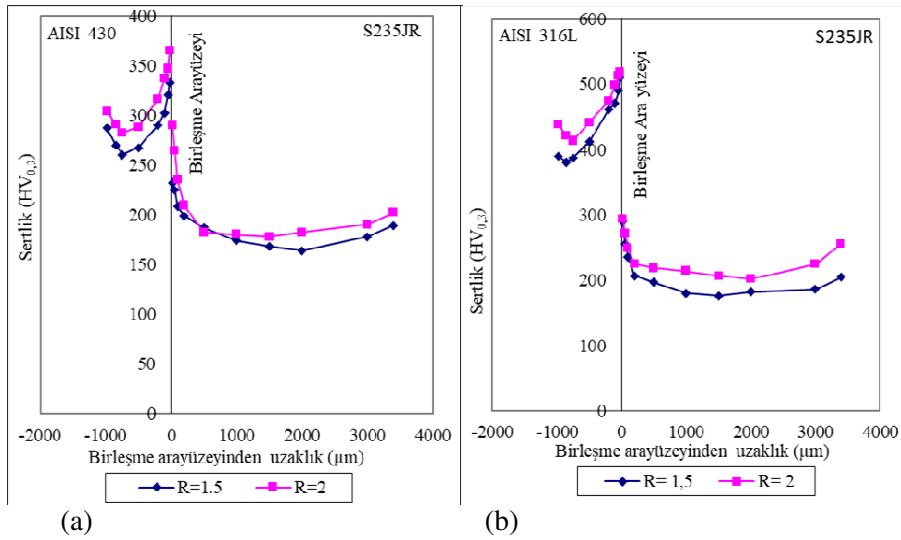 AISI 430
S235JR
Birleşme Arayüzeyi
Sertlik (HV0,3)
400
350
300
250
200
150
100
50
0
-2000
-1000
0
1000
2000
3000
4000
Birleşme arayüzeyinden uzaklık (µm)
R=1.5
R=2
(a)
AISI 316L
S235JR
Birleşme Ara yüzeyi
Sertlik (HV0,3)
600
500
400
300
200
100
0
-2000
-1000
0
1000
2000
3000
4000
Birleşme arayüzeyinden uzaklık (µm)
R= 1,5
R= 2
(b)